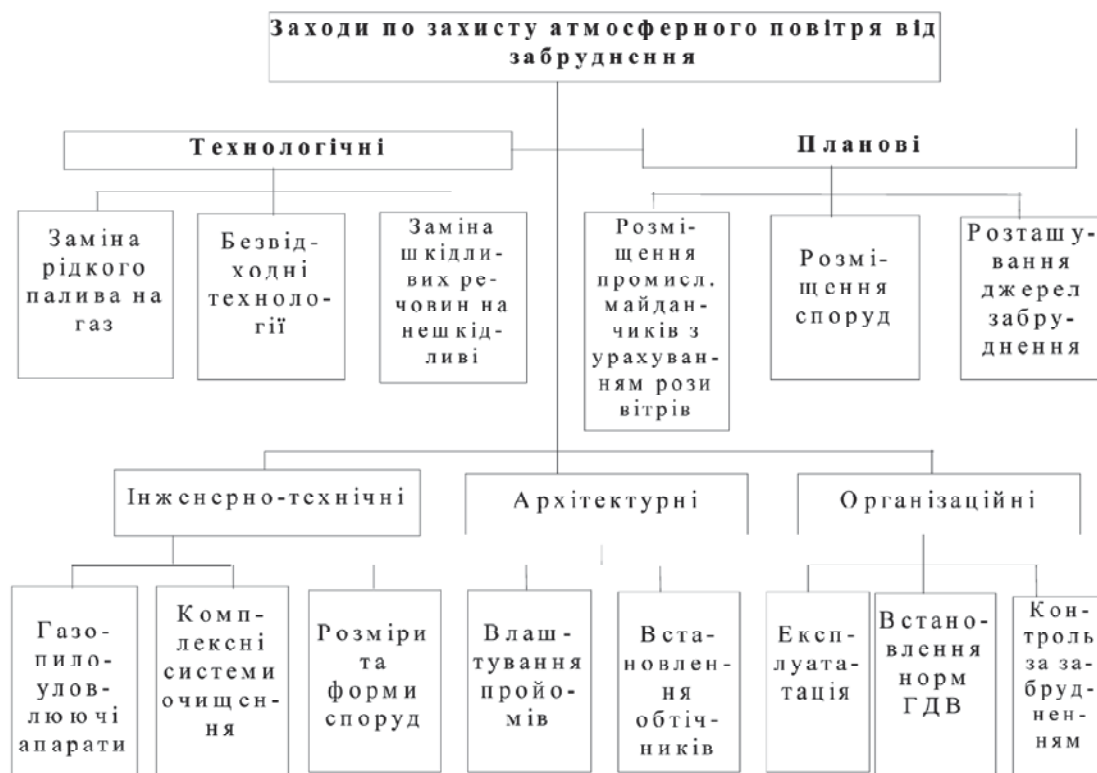 Заходи по захисту атмосферного повітря від
забруднення
Технологічні
Планові
Заміна
рідкого
палива на
газ
Безвід-
ходні
техноло-
гії
Заміна
шкідли-
вих ре-
човин на
нешкід-
ливі
Розмі-
щення
промисл.
майдан-
чиків з
урахуван-
ням рози
вітрів
Розмі-
щення
споруд
Розташу-
вання
джерел
забру-
днення
Інженерно-технічні
Архітектурні
Організаційні
Газо-
пило-
улов-
люючі
апарати
Комп-
лексні
системи
очищення
Розміри
та
форми
споруд
Влаш-
тування
пройо-
мів
Вста-
новлен-
ня
обтіч-
ників
Експ-
луата-
тація
Встано-
влення
норм
ГДВ
Кон-
троль
за за-
бруд-
нен-
ням